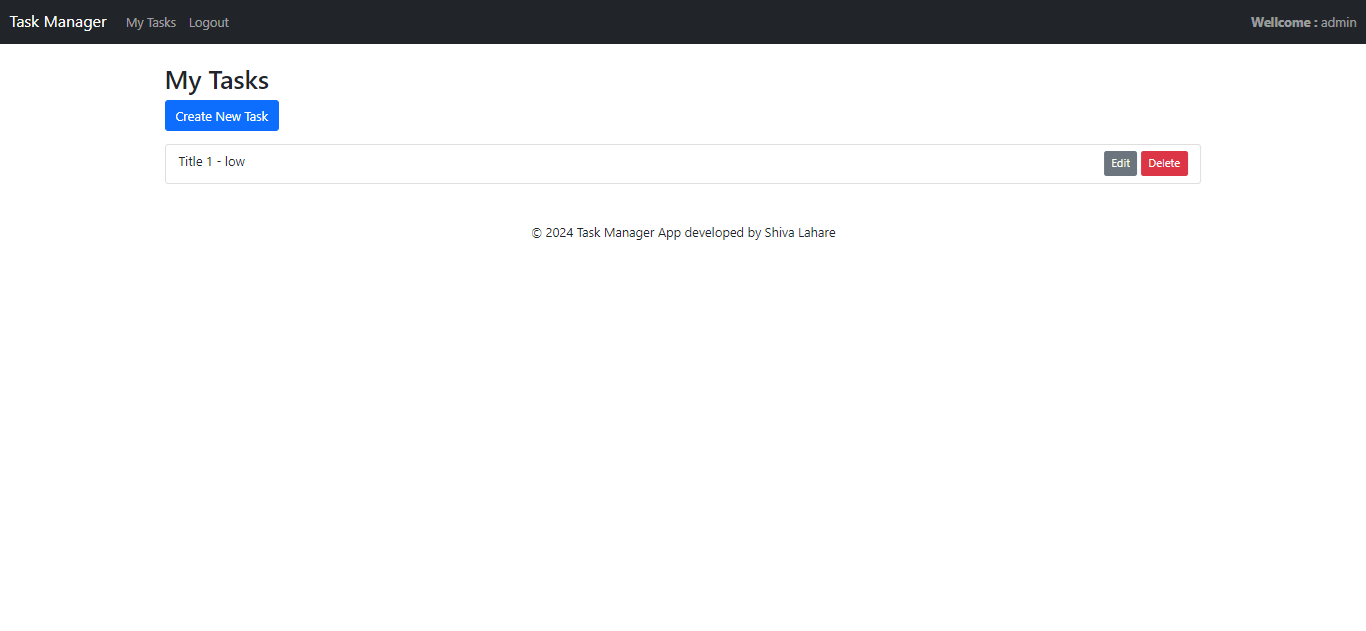 Task Manager My Tasks Logout Wellcome : admin
My Tasks
Create New Task
Title 1 - low Edit Delete
© 2024 Task Manager App developed by Shiva Lahare